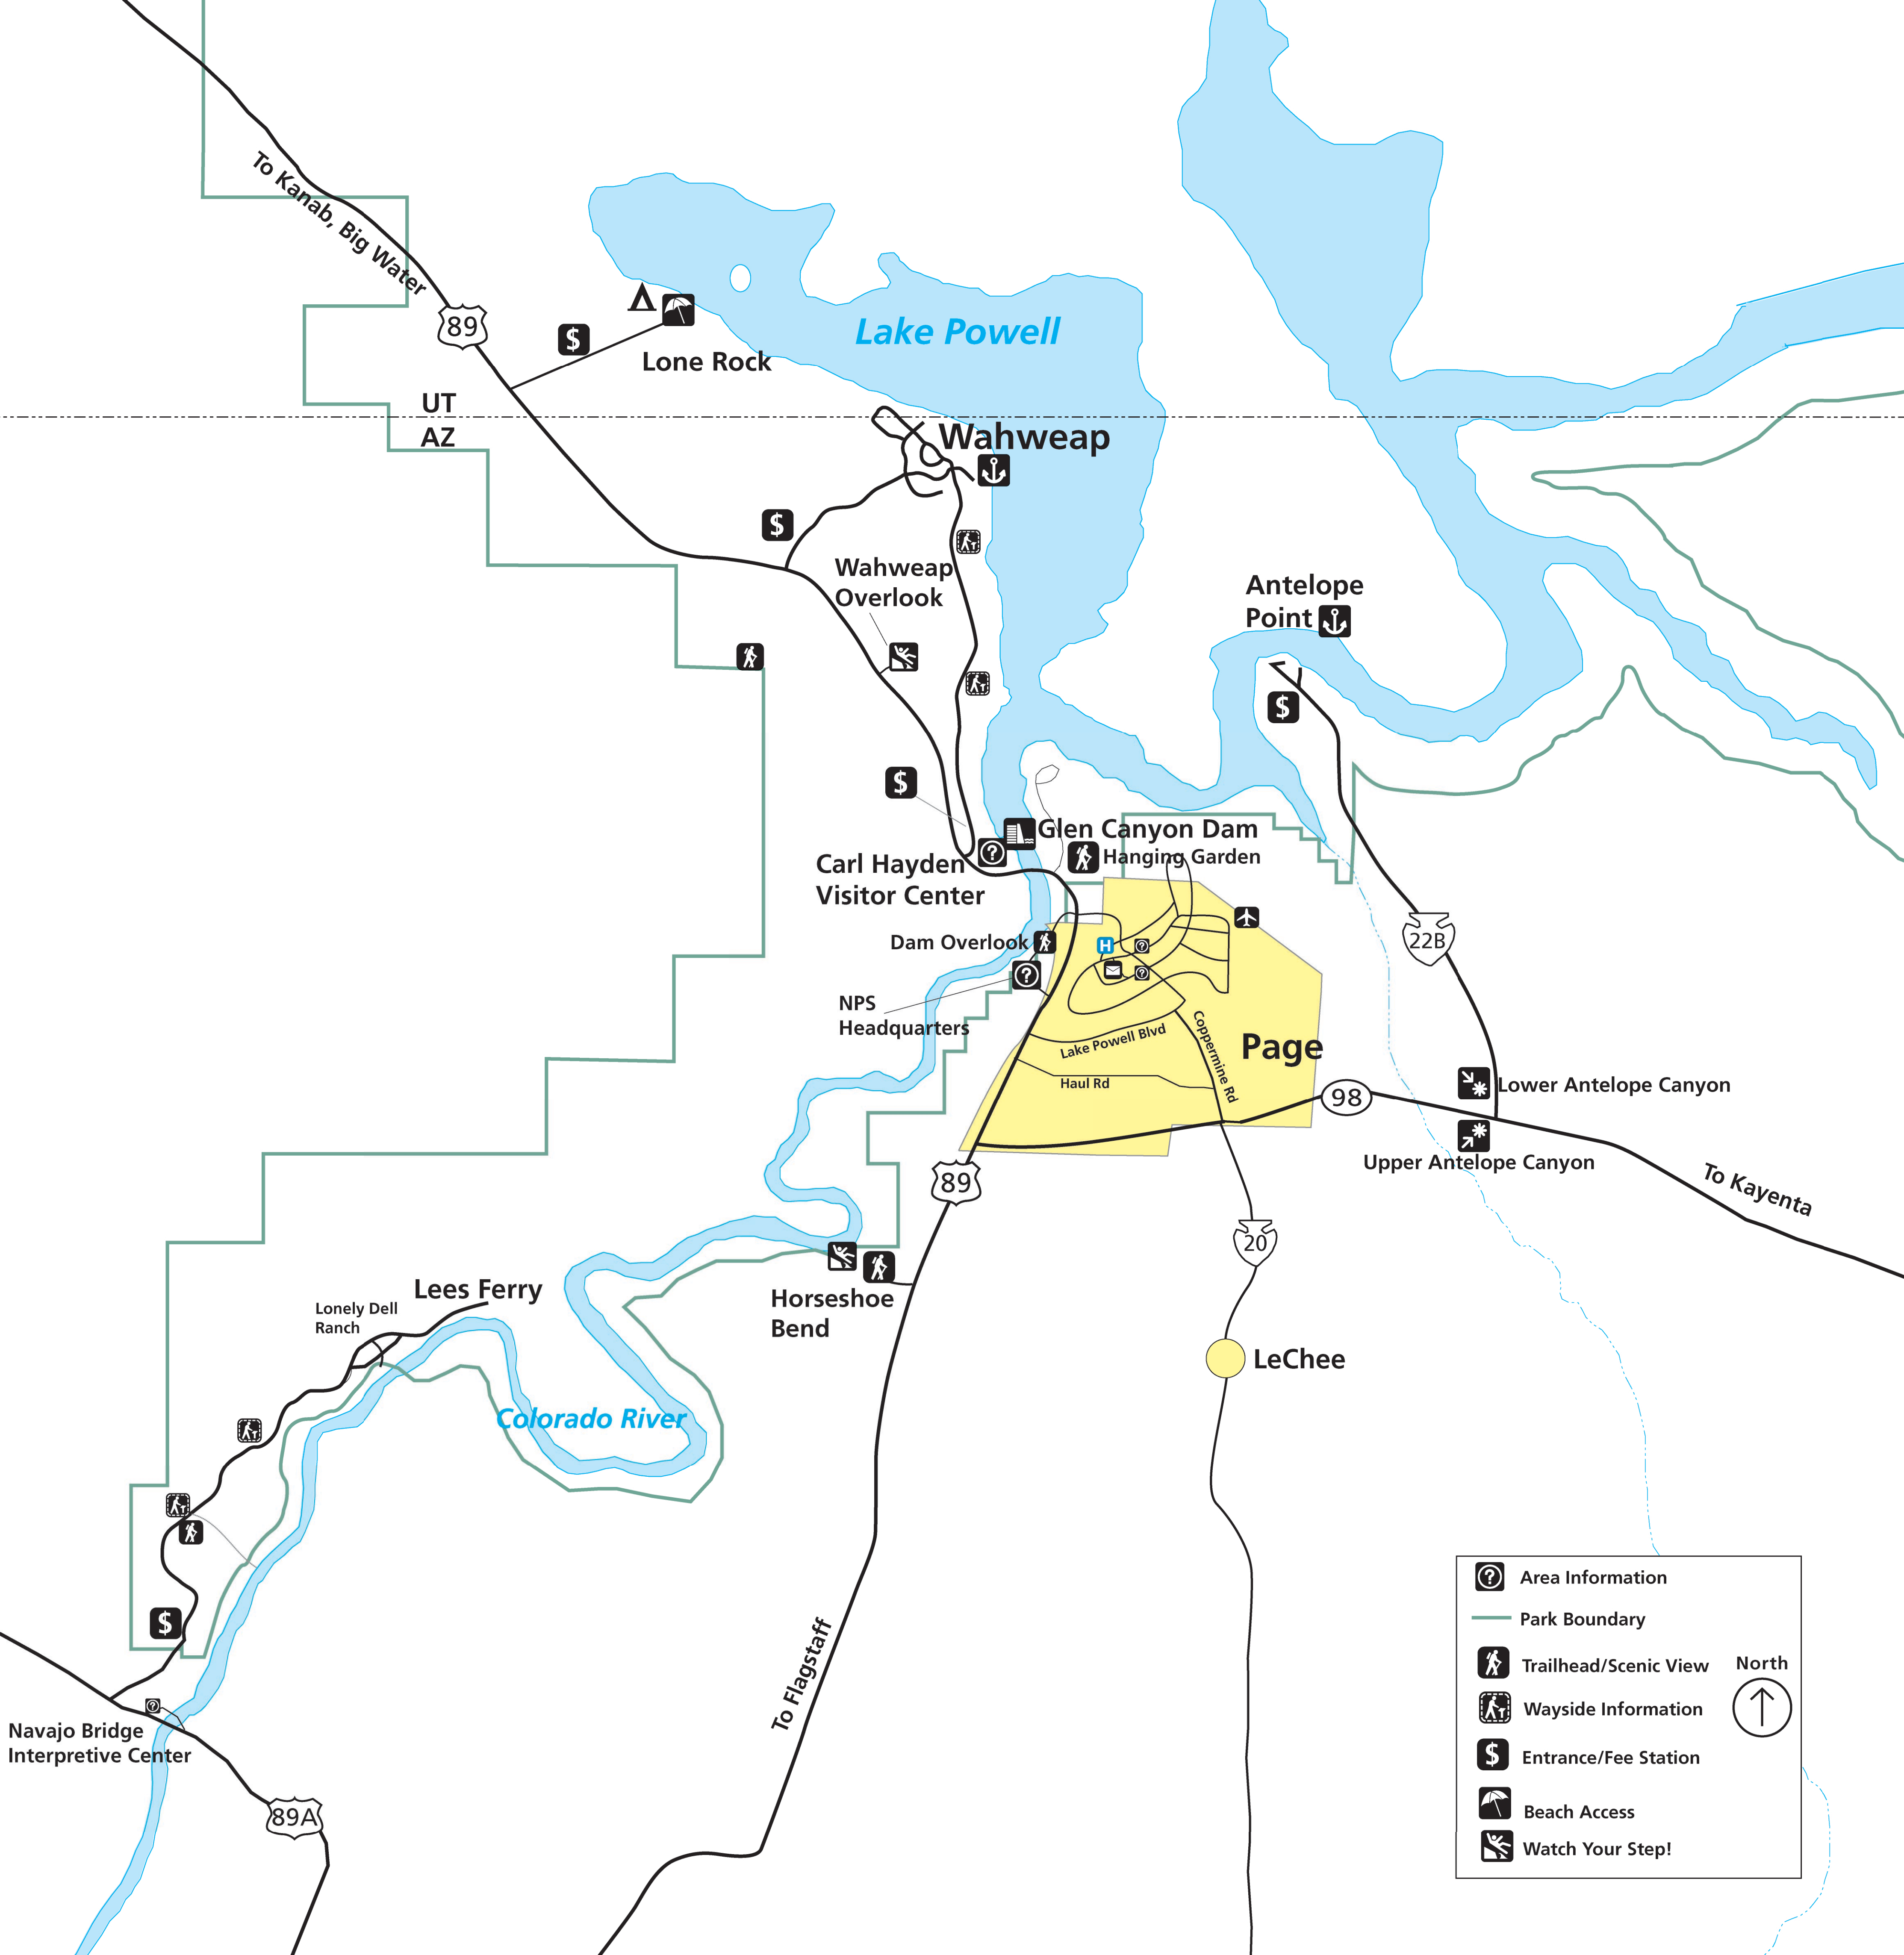 To Kanab, Big Water
89
Lone Rock
Lake Powell
UT
AZ
Wahweap
Wahweap
Overlook
Antelope
Point
Glen Canyon Dam
Hanging Garden
Carl Hayden
Visitor Center
Dam Overlook
NPS
Headquarters
H
22B
Lake Powell Blvd
Coppermine Rd
Page
Haul Rd
98
Lower Antelope Canyon
Upper Antelope Canyon
To Kayenta
89
20
Horseshoe
Bend
Lees Ferry
Lonely Dell
Ranch
LeChee
Colorado River
To Flagstaff
Navajo Bridge
Interpretive Center
89A
Area Information
Park Boundary
Trailhead/Scenic View
North
Wayside Information
Entrance/Fee Station
Beach Access
Watch Your Step!